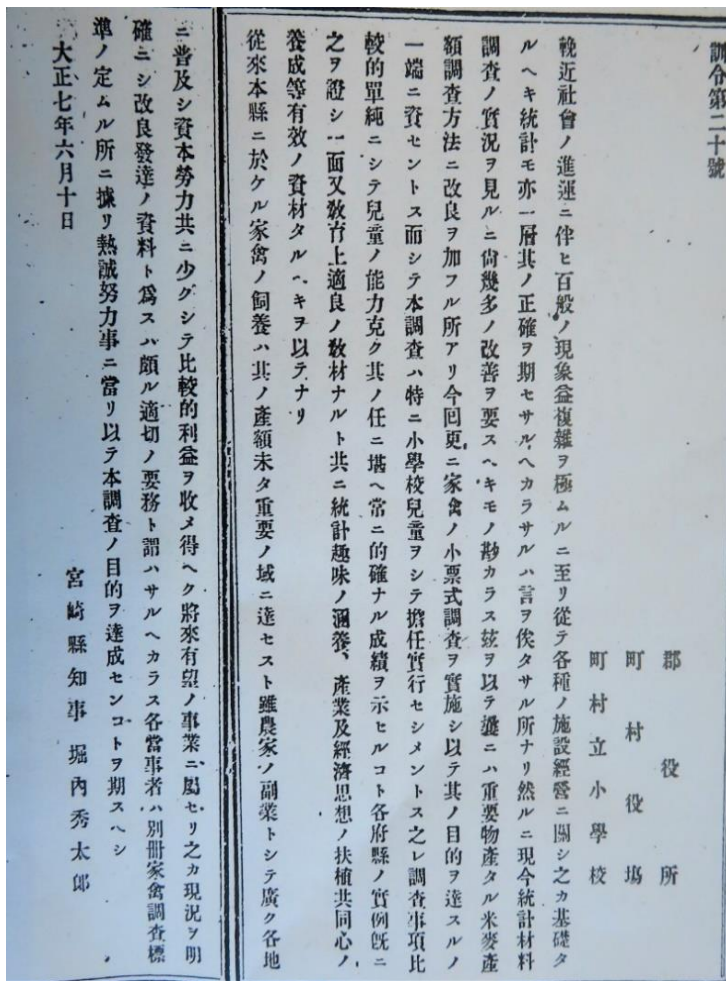 訓令第二十號
郡役所
町村役塲
町村立小學校
輓近社會ノ進運ニ伴ヒ百般ノ現象益複雜ヲ極ムルニ至リ從テ各種ノ施設經營ニ關シ之カ基礎タ
ルヘキ統計モ亦一層其ノ正確ヲ期セサルヘカラサルハ言ヲ俟タサル所ナリ然ルニ現今統計材料
調査ノ實況ヲ見ルニ尙幾多ノ改善ヲ要スヘキモノ尠カラス玆ヲ以テ曩ニハ重要物產タル米麥產
額調査方法ニ改良ヲ加フル所アリ今回更ニ家禽ノ小票式調査ヲ實施シ以テ其ノ目的ヲ達スルノ
一端ニ資セントス而シテ本調査ハ特ニ小學校兒童ヲシテ擔任實行セシメントス之レ調査事項比
較的單純ニシテ兒童ノ能力克ク其ノ任ニ堪ヘ常ニ的確ナル成績ヲ示セルコト各府縣ノ實例旣ニ
之ヲ證シ一面又敎育上適良ノ敎材ナルト共ニ統計趣味ノ涵養、產業及經濟思想ノ扶植共同心ノ
養成等有效ノ資材タルヘキヲ以テナリ
從來本縣ニ於ケル家禽ノ飼養ハ其ノ產額未タ重要ノ域ニ達セスト雖農家ノ副業トシテ廣ク各地
ニ普及シ資本勞力共ニ少クシテ比較的利益ヲ收メ得ヘク將來有望ノ事業ニ屬セリ之カ現況ヲ明
確ニシ改良發達ノ資料ト爲スハ頗ル適切ノ要務ト謂ハサルヘカラス各當事者ハ別冊家禽調査標
準ノ定ムル所ニ據リ熱誠努力事ニ當リ以テ本調査ノ目的ヲ達成センコトヲ期スヘシ
大正七年六月十日
宮崎縣知事 堀內秀太郞